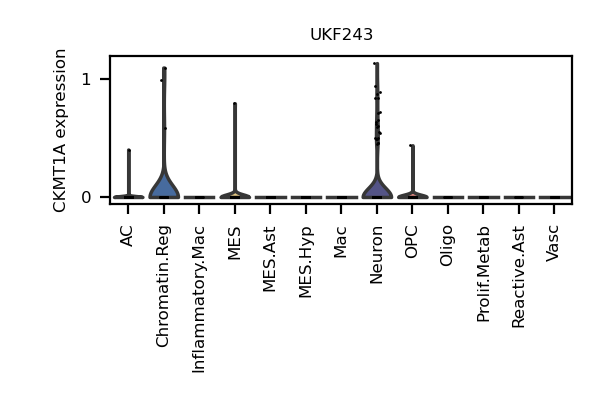 UKF243
CKMT1A expression
1
0
AC
Chromatin.Reg
Inflammatory.Mac
MES
MES.Ast
MES.Hyp
Mac
Neuron
OPC
Oligo
Prolif.Metab
Reactive.Ast
Vasc